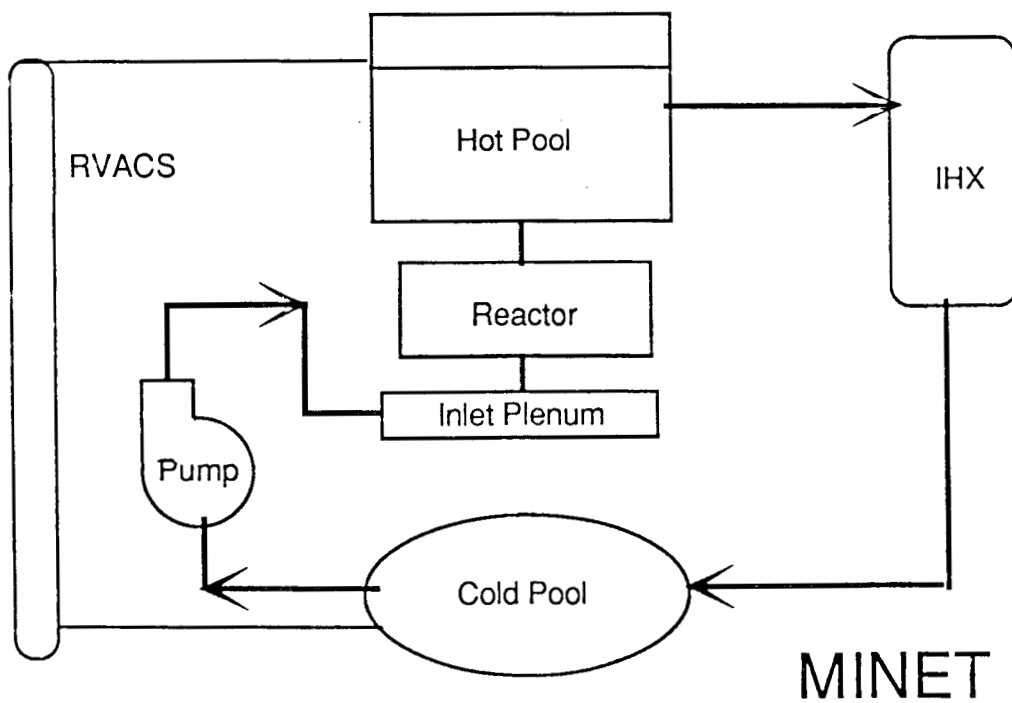 Hot Pool
RVACS
IHX
Reactor
Inlet Plenum
Pump
Cold Pool
MINET